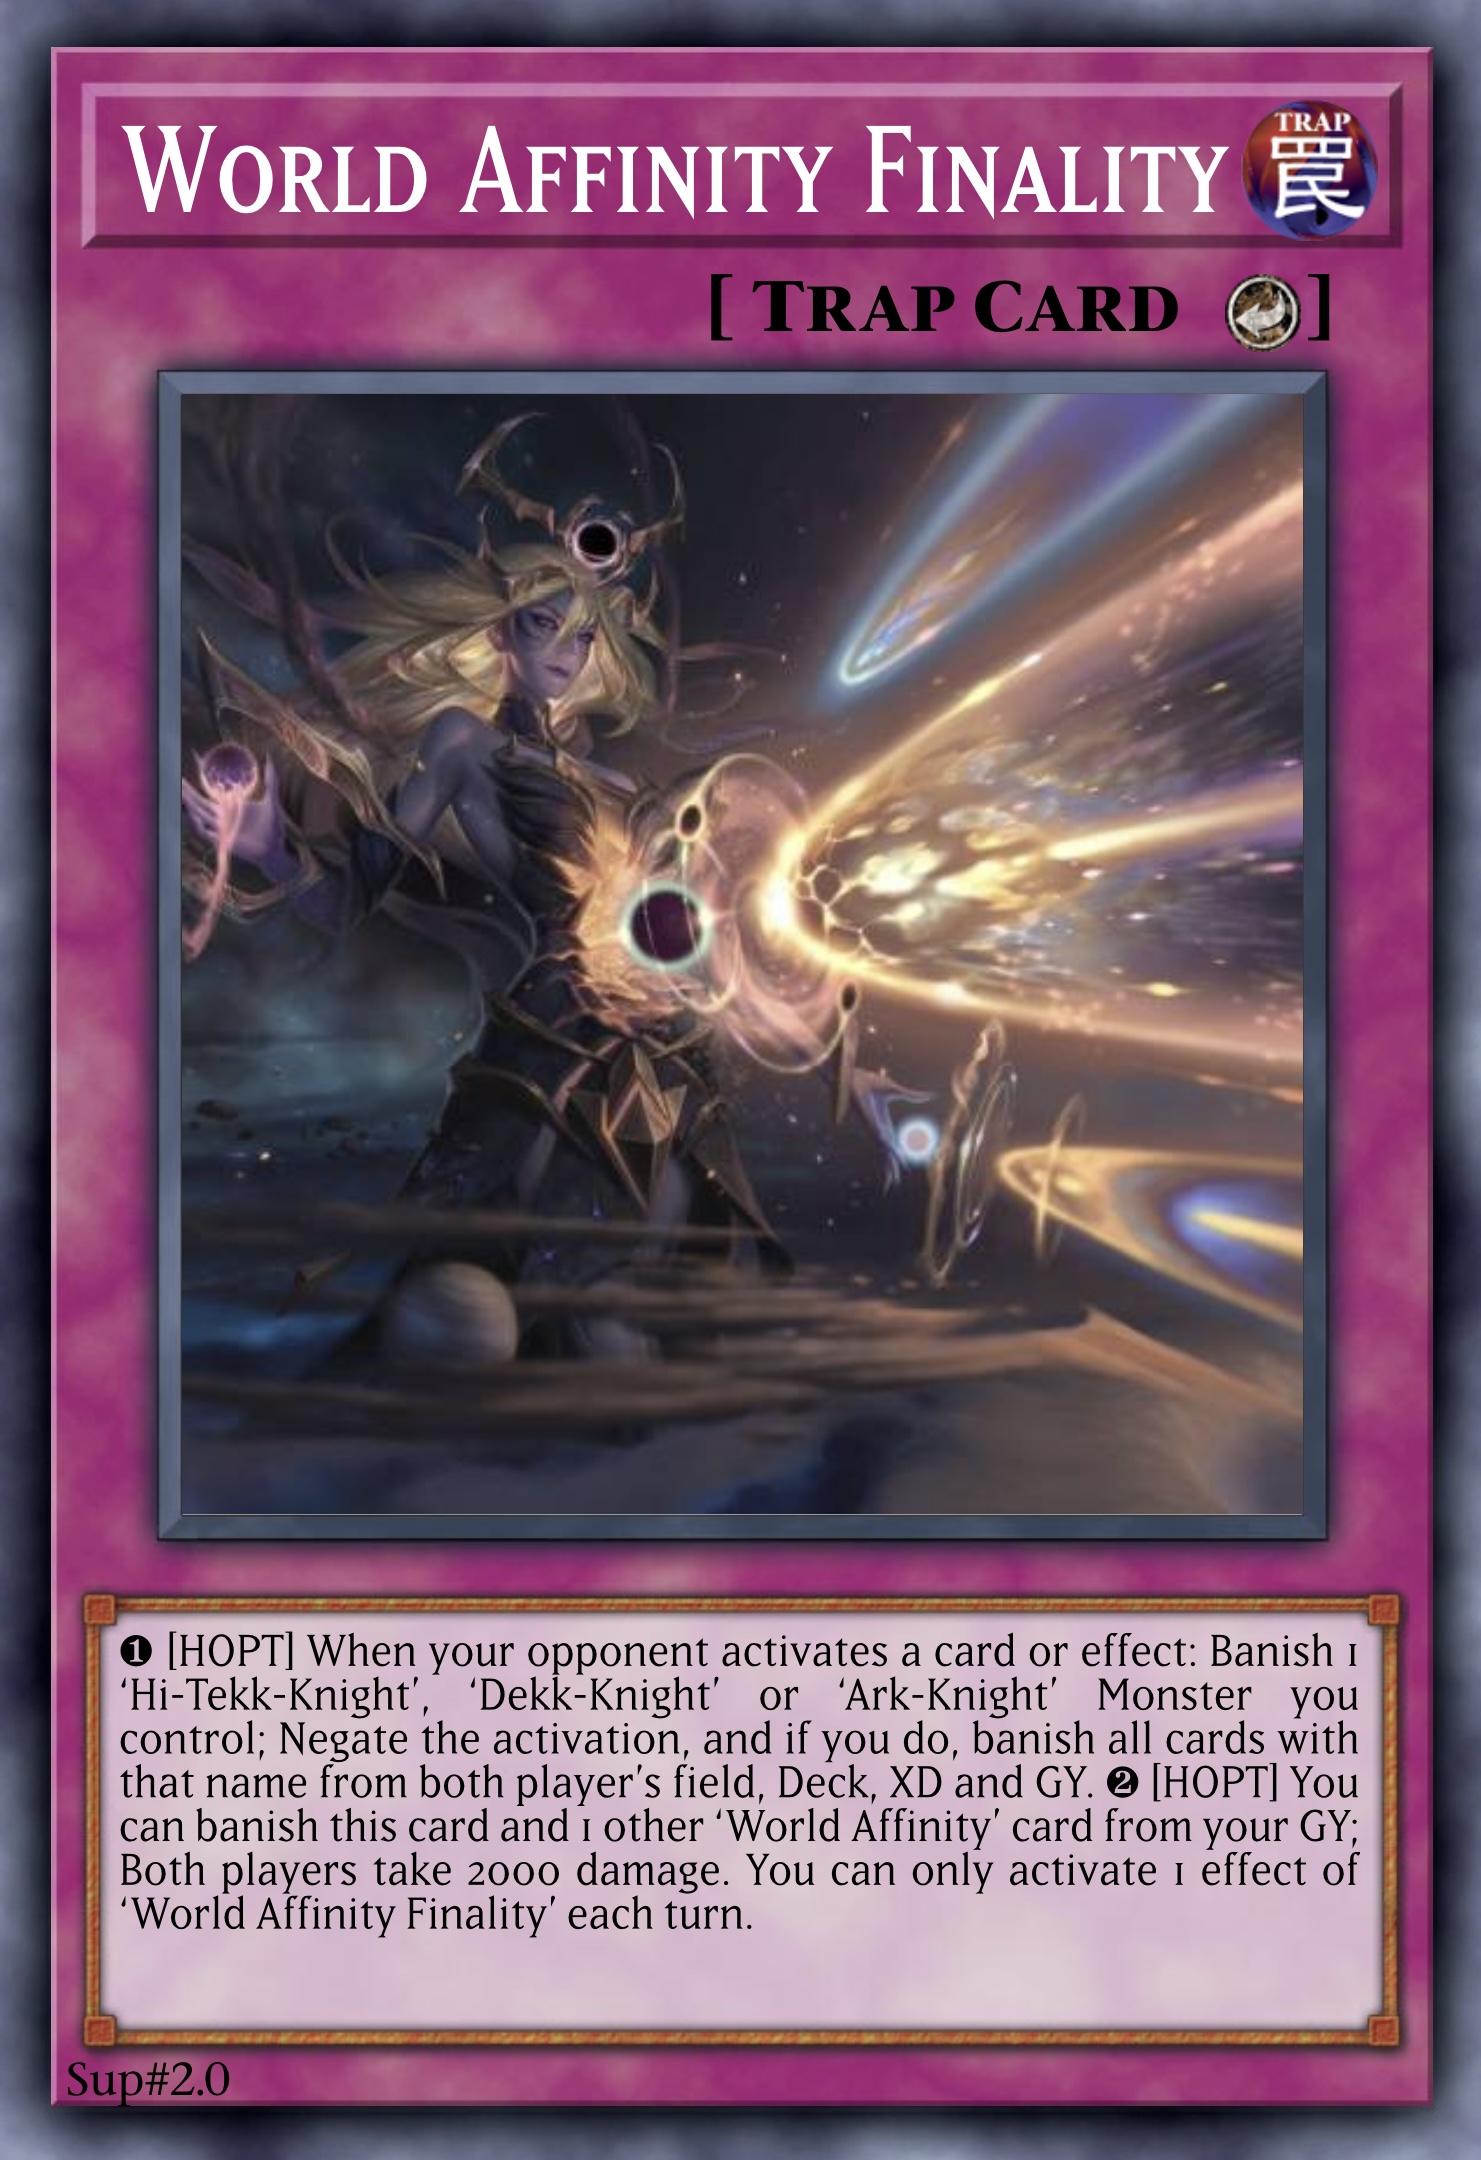 World Affinity Finality
TRAP
罠
[ Trap Card ]
❶ [HOPT] When your opponent activates a card or effect: Banish 1
‘Hi-Tekk-Knight’, ‘Dekk-Knight’ or ‘Ark-Knight’ Monster you
control; Negate the activation, and if you do, banish all cards with
that name from both player's field, Deck, XD and GY. ❷ [HOPT] You
can banish this card and 1 other ‘World Affinity’ card from your GY;
Both players take 2000 damage. You can only activate 1 effect of
‘World Affinity Finality’ each turn.
Sup#2.0